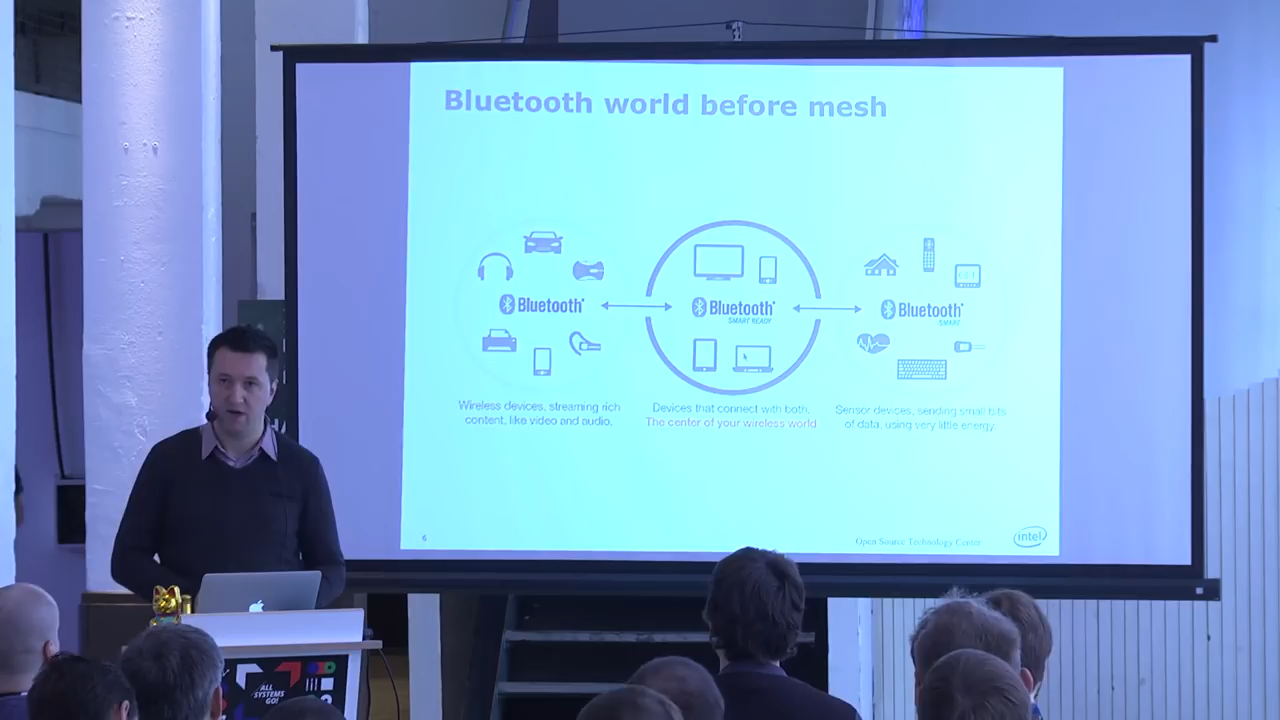 Bluetooth world before mesh
Bluetooth
Bluetooth
SMART READY
Bluetooth
SMART
Wireless devices, streaming rich
content, like video and audio.
Devices that connect with both.
The center of your wireless world
Sensor devices, sending small bits
of data, using very little energy.
6
Open Source Technology Center
intel
ALL
SYSTEMS
GO!